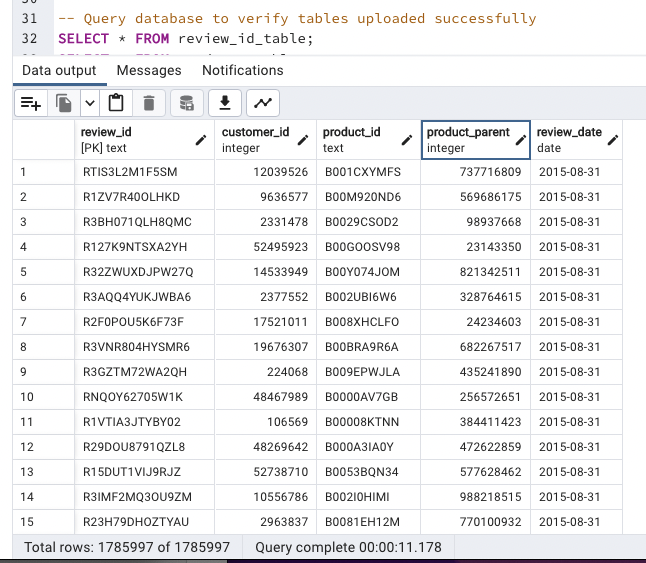 31 -- Query database to verify tables uploaded successfully
32 SELECT * FROM review_id_table;
Data output Messages Notifications
review_id customer_id product_id product_parent review_date
[PK] text integer text integer date
1 RTIS3L2M1F5SM 12039526 B001CXYMFS 737716809 2015-08-31
2 R1ZV7R40OLHKD 9636577 B00M920ND6 569686175 2015-08-31
3 R3BH071QLH8QMC 2331478 B0029CSOD2 98937668 2015-08-31
4 R127K9NTSXA2YH 52495923 B00GOOSV98 23143350 2015-08-31
5 R32ZWUXDJPW27Q 14533949 B00Y074JOM 821342511 2015-08-31
6 R3AQQ4YUKJWBA6 2377552 B002UBI6W6 328764615 2015-08-31
7 R2F0POU5K6F73F 17521011 B008XHCLFO 24234603 2015-08-31
8 R3VNR804HYSMR6 19676307 B00BRA9R6A 682267517 2015-08-31
9 R3GZTM72WA2QH 224068 B009EPWJLA 435241890 2015-08-31
10 RNQOY62705W1K 48467989 B0000AV7GB 256572651 2015-08-31
11 R1VTIA3JTYBY02 106569 B00008KTNN 384411423 2015-08-31
12 R29DOU8791QZL8 48269642 B000A3IA0Y 472622859 2015-08-31
13 R15DUT1VIJ9RJZ 52738710 B0053BQN34 577628462 2015-08-31
14 R3IMF2MQ3OU9ZM 10556786 B002I0HIMI 988218515 2015-08-31
15 R23H79DHOZTYAU 2963837 B0081EH12M 770100932 2015-08-31
Total rows: 1785997 of 1785997 Query complete 00:00:11.178